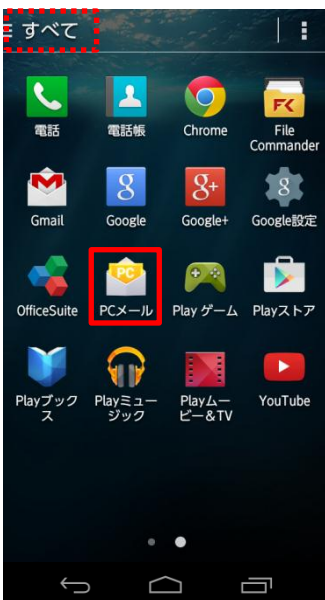 すべて
電話
電話帳
Chrome
File
Commander
Gmail
Google
Google+
Google設定
OfficeSuite
PC
PCメール
Play ゲーム
Playストア
Playブック
ス
Playミュー
ジック
Playムー
ビー&TV
YouTube